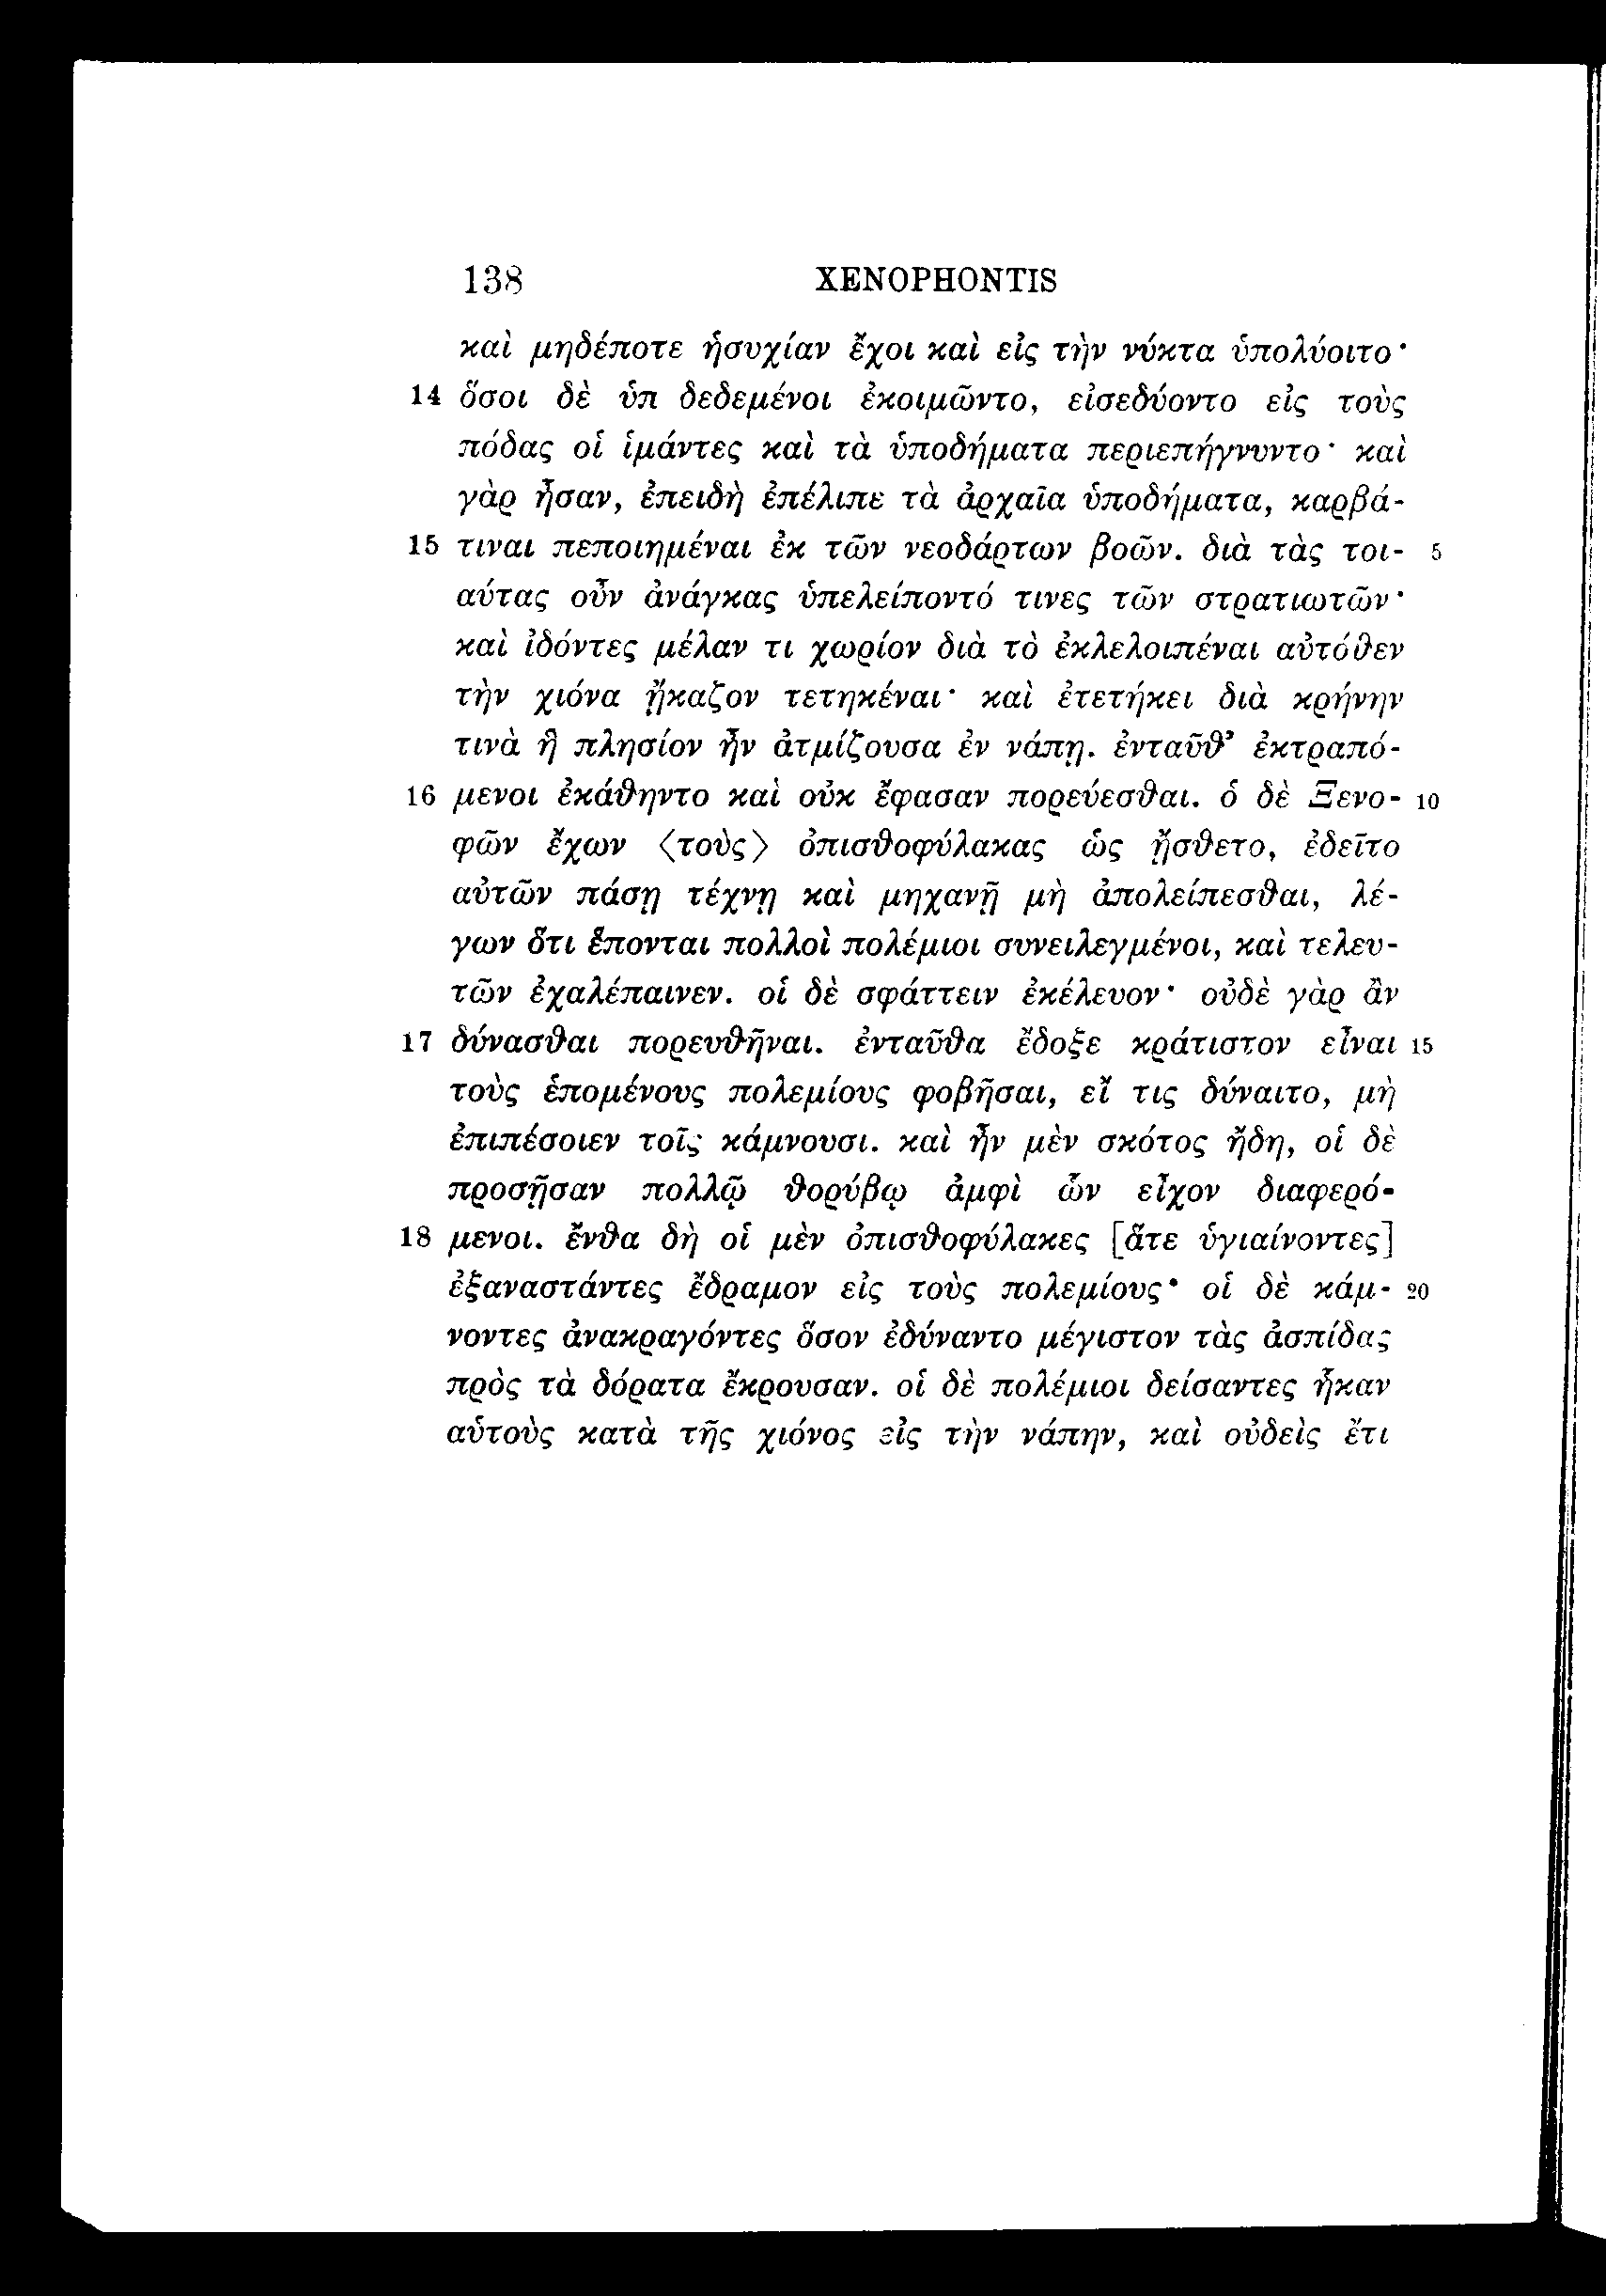 138 XENOPHONTIS
καὶ μηδέποτε ἡσυχίαν ἔχοι καὶ εἰς τὴν νύκτα ὑπολύοιτο·
14 ὅσοι δὲ ὑπ δεδεμένοι ἐκοιμῶντο, εἰσεδύοντο εἰς τοὺς
πόδας οἱ ἱμάντες καὶ τὰ ὑποδήματα περιεπήγνυντο· καὶ
γὰρ ἦσαν, ἐπειδὴ ἐπέλιπε τὰ ἀρχαῖα ὑποδήματα, καρβά-
15 τιναι πεποιημέναι ἐκ τῶν νεοδάρτων βοῶν. διὰ τὰς τοι- 5
αύτας οὖν ἀνάγκας ὑπελείποντό τινες τῶν στρατιωτῶν·
καὶ ἰδόντες μέλαν τι χωρίον διὰ τὸ ἐκλελοιπέναι αὐτόθεν
τὴν χιόνα ᾔκαζον τετηκέναι· καὶ ἐτετήκει διὰ κρήνην
τινὰ ἣ πλησίον ἦν ἀτμίζουσα ἐν νάπῃ. ἐνταῦθ’ ἐκτραπό-
16 μενοι ἐκάθηντο καὶ οὐκ ἔφασαν πορεύεσθαι. ὁ δὲ Ξενο- 10
φῶν ἔχων ⟨τοὺς⟩ ὀπισθοφύλακας ὡς ᾔσθετο, ἐδεῖτο
αὐτῶν πάσῃ τέχνῃ καὶ μηχανῇ μὴ ἀπολείπεσθαι, λέ-
γων ὅτι ἕπονται πολλοὶ πολέμιοι συνειλεγμένοι, καὶ τελευ-
τῶν ἐχαλέπαινεν. οἱ δὲ σφάττειν ἐκέλευον· οὐδὲ γὰρ ἂν
17 δύνασθαι πορευθῆναι. ἐνταῦθα ἔδοξε κράτιστον εἶναι 15
τοὺς ἑπομένους πολεμίους φοβῆσαι, εἴ τις δύναιτο, μὴ
ἐπιπέσοιεν τοῖς κάμνουσι. καὶ ἦν μὲν σκότος ἤδη, οἱ δὲ
προσῇσαν πολλῷ θορύβῳ ἀμφὶ ὧν εἶχον διαφερό-
18 μενοι. ἔνθα δὴ οἱ μὲν ὀπισθοφύλακες [ἅτε ὑγιαίνοντες]
ἐξαναστάντες ἔδραμον εἰς τοὺς πολεμίους· οἱ δὲ κάμ- 20
νοντες ἀνακραγόντες ὅσον ἐδύναντο μέγιστον τὰς ἀσπίδας
πρὸς τὰ δόρατα ἔκρουσαν. οἱ δὲ πολέμιοι δείσαντες ἧκαν
αὑτοὺς κατὰ τῆς χιόνος εἰς τὴν νάπην, καὶ οὐδεὶς ἔτι